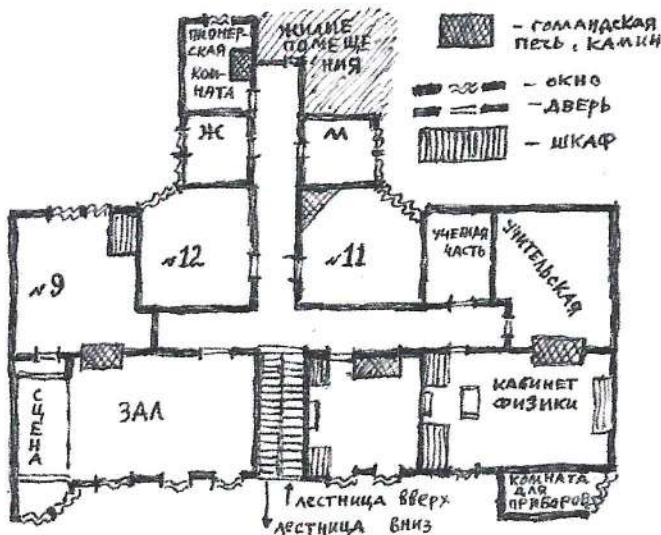 ПИОНЕР-
СКАЯ
КОМ-
НАТА
ЖИЛЫЕ
ПОМЕЩЕ
НИЯ
- ГОЛАНДСКАЯ
ПЕЧЬ, КАМИН
- ОКНО
- ДВЕРЬ
- ШКАФ
Ж
М
№9
№12
№11
УЧЕБНАЯ
ЧАСТЬ
УЧИТЕЛЬСКАЯ
СЦЕНА
ЗАЛ
КАБИНЕТ
ФИЗИКИ
ЛЕСТНИЦА ВВЕРХ
ЛЕСТНИЦА ВНИЗ
КОМНАТА
ДЛЯ
ПРИБОРОВ